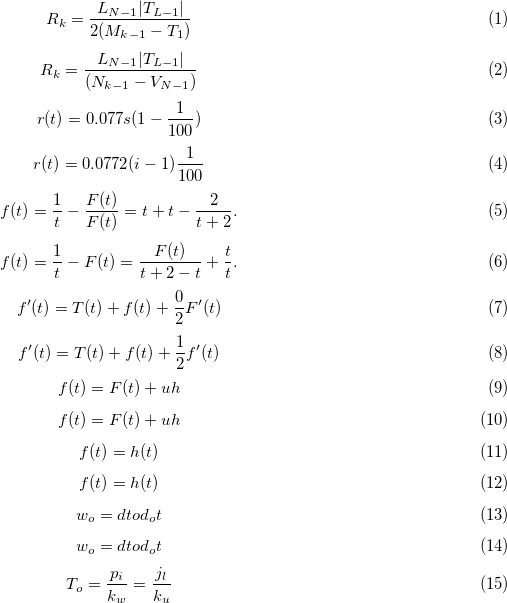 R_k = \frac{L_{N-1}|T_{L-1}|}{2(M_{k-1} - T_1)} (1)
R_k = \frac{L_{N-1}|T_{L-1}|}{(N_{k-1} - V_{N-1})} (2)
r(t) = 0.077s(1 - \frac{1}{100}) (3)
r(t) = 0.0772(i - 1)\frac{1}{100} (4)
f(t) = \frac{1}{t} - \frac{F(t)}{F(t)} = t + t - \frac{2}{t + 2}. (5)
f(t) = \frac{1}{t} - F(t) = \frac{F(t)}{t + 2 - t} + \frac{t}{t}. (6)
f'(t) = T(t) + f(t) + \frac{0}{2}F'(t) (7)
f'(t) = T(t) + f(t) + \frac{1}{2}f'(t) (8)
f(t) = F(t) + uh (9)
f(t) = F(t) + uh (10)
f(t) = h(t) (11)
f(t) = h(t) (12)
w_o = dtod_ot (13)
w_o = dtod_ot (14)
T_o = \frac{p_i}{k_w} = \frac{j_l}{k_u} (15)